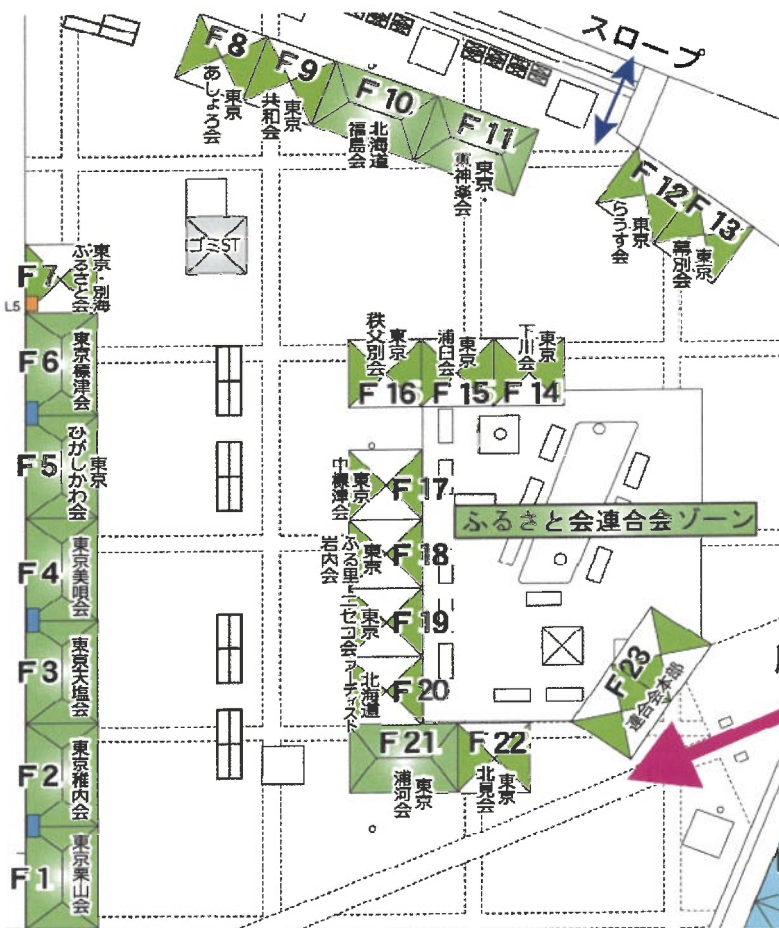 スロープ
F8
東京
あしょろ会
F9
東京
共和会
F10
北海道
福島会
F11
東京
東神楽会
F12
東京
らうす会
F13
東京
幕別会
ゴミST
F7
東京・別海
ふるさと会
L5
F6
東京標津会
F5
東京
ひがしかわ会
F4
東京美唄会
F3
東京天塩会
F2
東京稚内会
F1
東京栗山会
秩父別会
東京
F16
浦臼会
東京
F15
下川会
東京
F14
東京
中標津会
F17
ふるさと会連合会ゾーン
東京
岩内会
F18
東京
ふる里ニセコ会
F19
北海道
アーティスト
F20
F21
東京
浦河会
F22
東京
北見会
F23
連合会本部